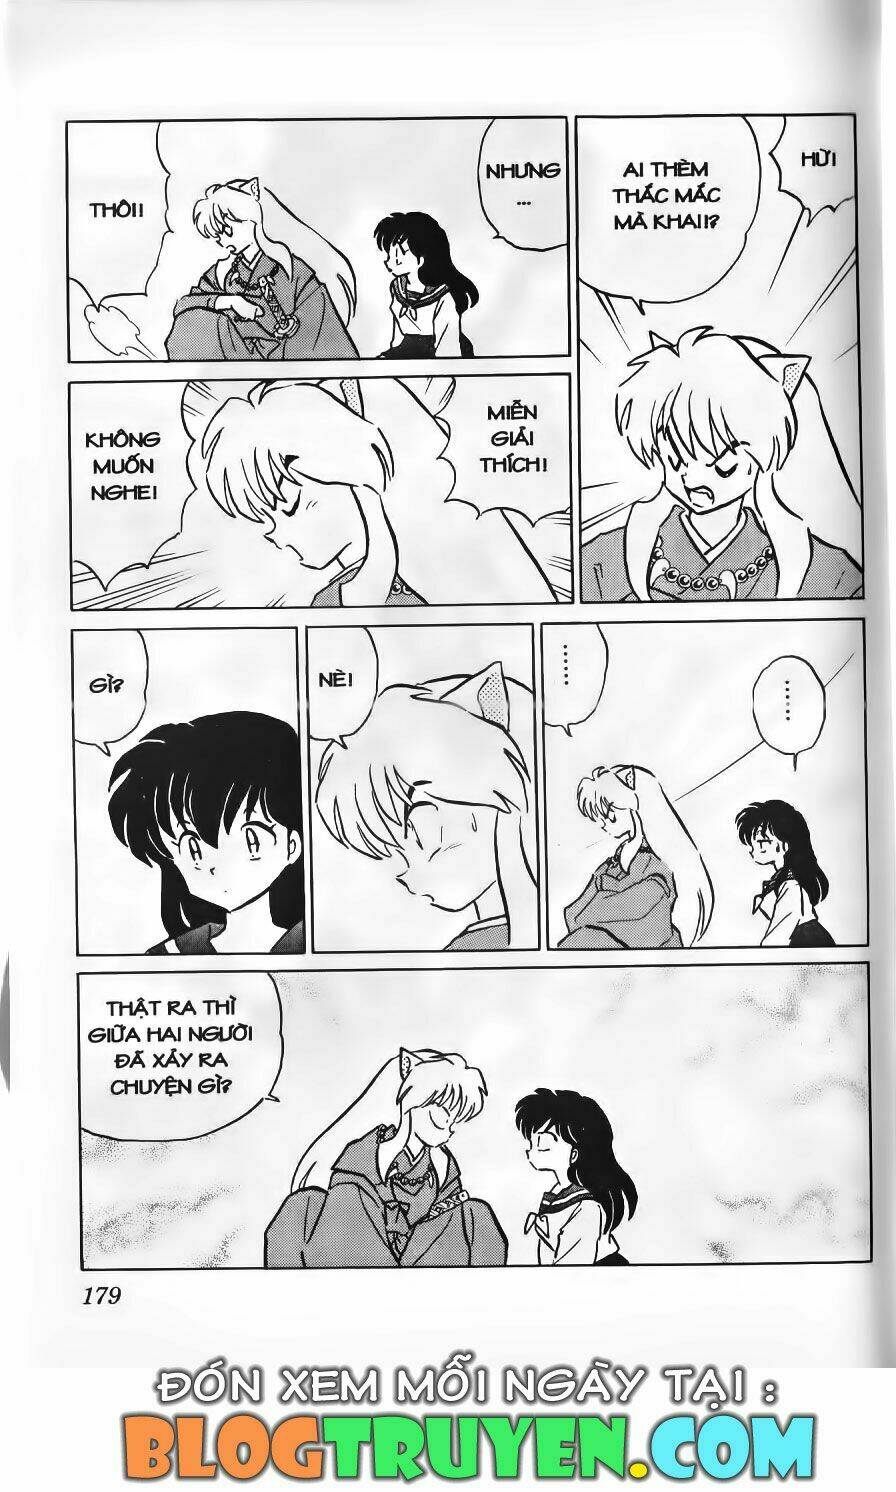 HỪ!
AI THÈM
THẮC MẮC
MÀ KHAI!?
NHƯNG
...
THÔI!
MIỄN
GIẢI
THÍCH!
KHÔNG
MUỐN
NGHE!
......
......
NÈ!
GÌ?
THẬT RA THÌ
GIỮA HAI NGƯỜI
ĐÃ XẢY RA
CHUYỆN GÌ?
179
ĐÓN XEM MỖI NGÀY TẠI :
BLOGTRUYEN.COM